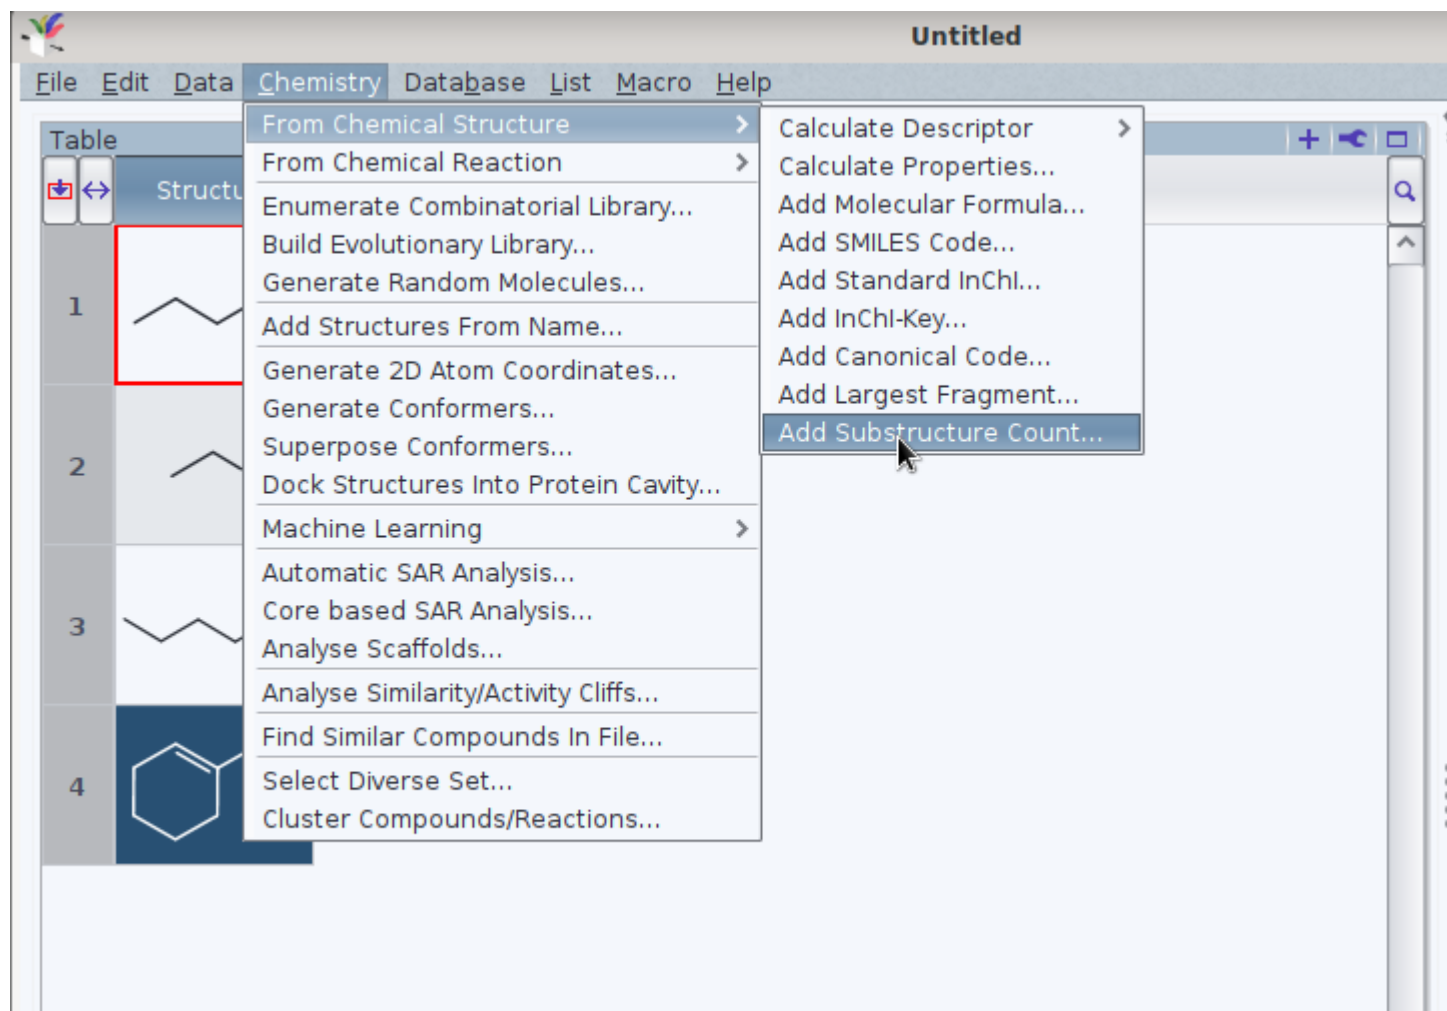 Untitled
File Edit Data Chemistry Database List Macro Help
Table
Structu
1
2
3
4
From Chemical Structure
From Chemical Reaction
Enumerate Combinatorial Library...
Build Evolutionary Library...
Generate Random Molecules...
Add Structures From Name...
Generate 2D Atom Coordinates...
Generate Conformers...
Superpose Conformers...
Dock Structures Into Protein Cavity...
Machine Learning
Automatic SAR Analysis...
Core based SAR Analysis...
Analyse Scaffolds...
Analyse Similarity/Activity Cliffs...
Find Similar Compounds In File...
Select Diverse Set...
Cluster Compounds/Reactions...
Calculate Descriptor
Calculate Properties...
Add Molecular Formula...
Add SMILES Code...
Add Standard InChI...
Add InChI-Key...
Add Canonical Code...
Add Largest Fragment...
Add Substructure Count...